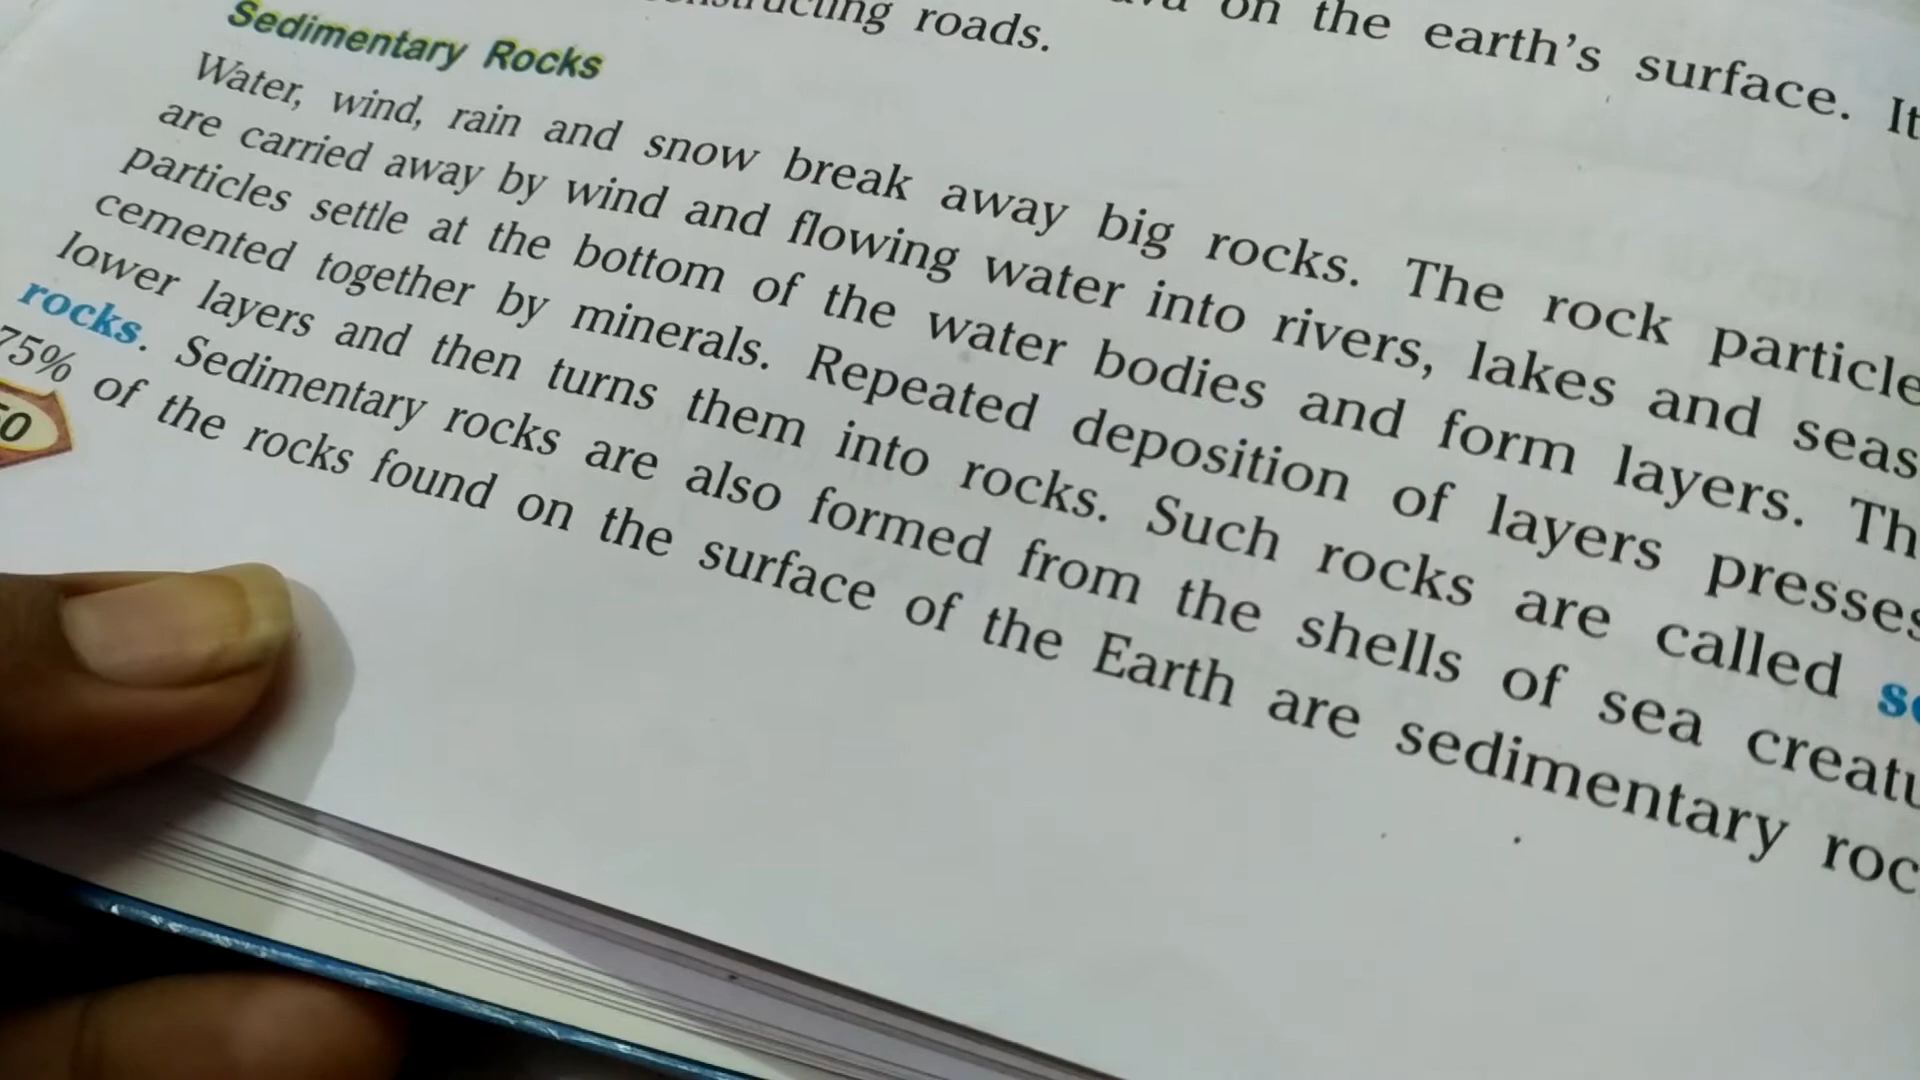 on the earth's surface. It
roads.
Sedimentary Rocks
Water, wind, rain and snow break away big rocks. The rock particle
are carried away by wind and flowing water into rivers, lakes and seas
particles settle at the bottom of the water bodies and form layers. Th
cemented together by minerals. Repeated deposition of layers presses
lower layers and then turns them into rocks. Such rocks are called se
rocks. Sedimentary rocks are also formed from the shells of sea creatu
75% of the rocks found on the surface of the Earth are sedimentary roc